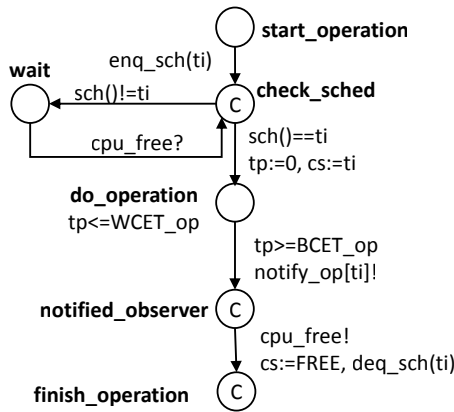 start_operation
enq_sch(ti)
wait
sch()!=ti
C
check_sched
cpu_free?
sch()==ti
tp:=0, cs:=ti
do_operation
tp<=WCET_op
tp>=BCET_op
notify_op[ti]!
notified_observer
C
cpu_free!
cs:=FREE, deq_sch(ti)
finish_operation
C